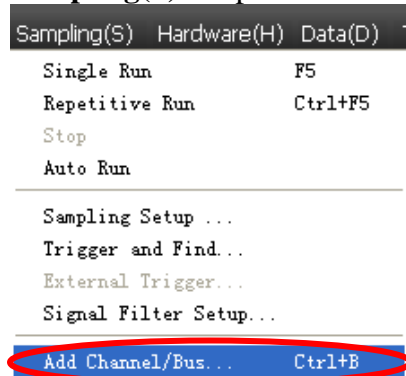 Sampling(S) Hardware(H) Data(D)
Single Run F5
Repetitive Run Ctrl+F5
Stop
Auto Run
Sampling Setup ...
Trigger and Find...
External Trigger...
Signal Filter Setup...
Add Channel/Bus... Ctrl+B